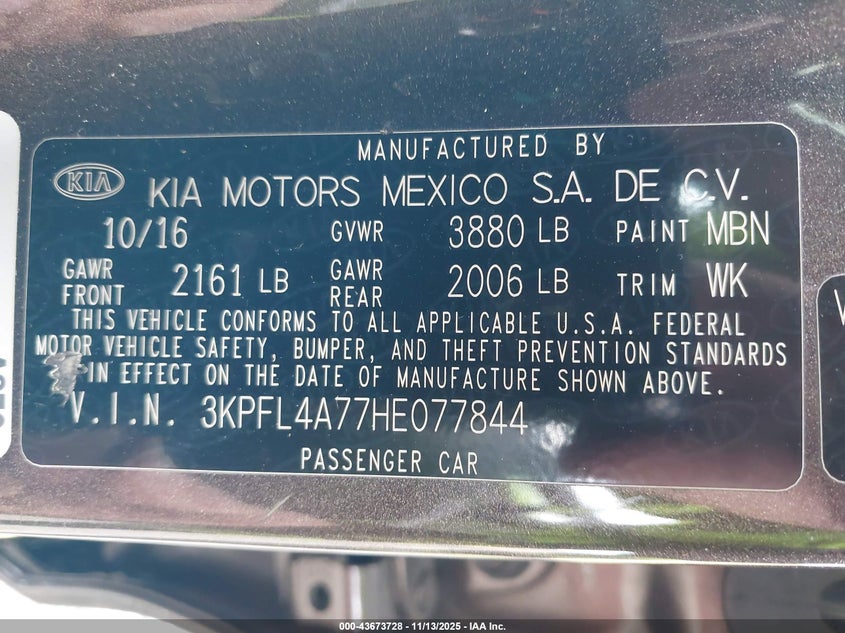 MANUFACTURED BY
KIA KIA MOTORS MEXICO S.A. DE C.V.
10/16 GVWR 3880 LB PAINT MBN
GAWR FRONT 2161 LB GAWR REAR 2006 LB TRIM WK
THIS VEHICLE CONFORMS TO ALL APPLICABLE U.S.A. FEDERAL
MOTOR VEHICLE SAFETY, BUMPER, AND THEFT PREVENTION STANDARDS
IN EFFECT ON THE DATE OF MANUFACTURE SHOWN ABOVE.
V.I.N. 3KPFL4A77HE077844
PASSENGER CAR
000-43673728 - 11/13/2025 - IAA Inc.